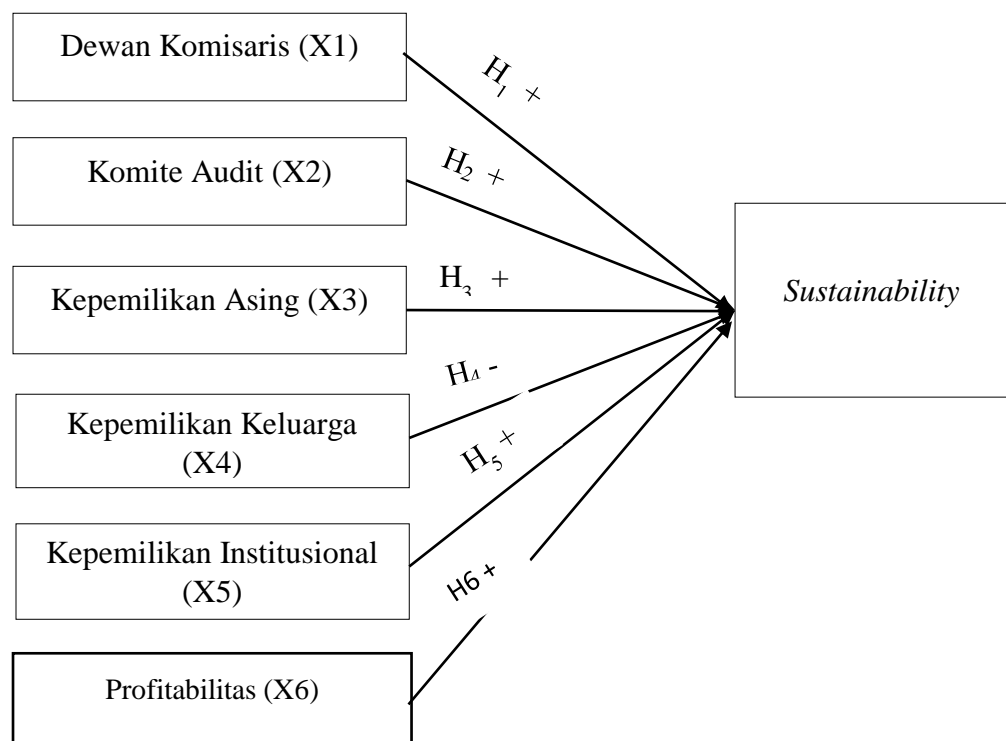 Dewan Komisaris (X1)
H₁ +
Komite Audit (X2)
H₂ +
Kepemilikan Asing (X3)
H₃ +
Sustainability
H₄ -
Kepemilikan Keluarga
(X4)
H₅ +
Kepemilikan Institusional
(X5)
H6 +
Profitabilitas (X6)